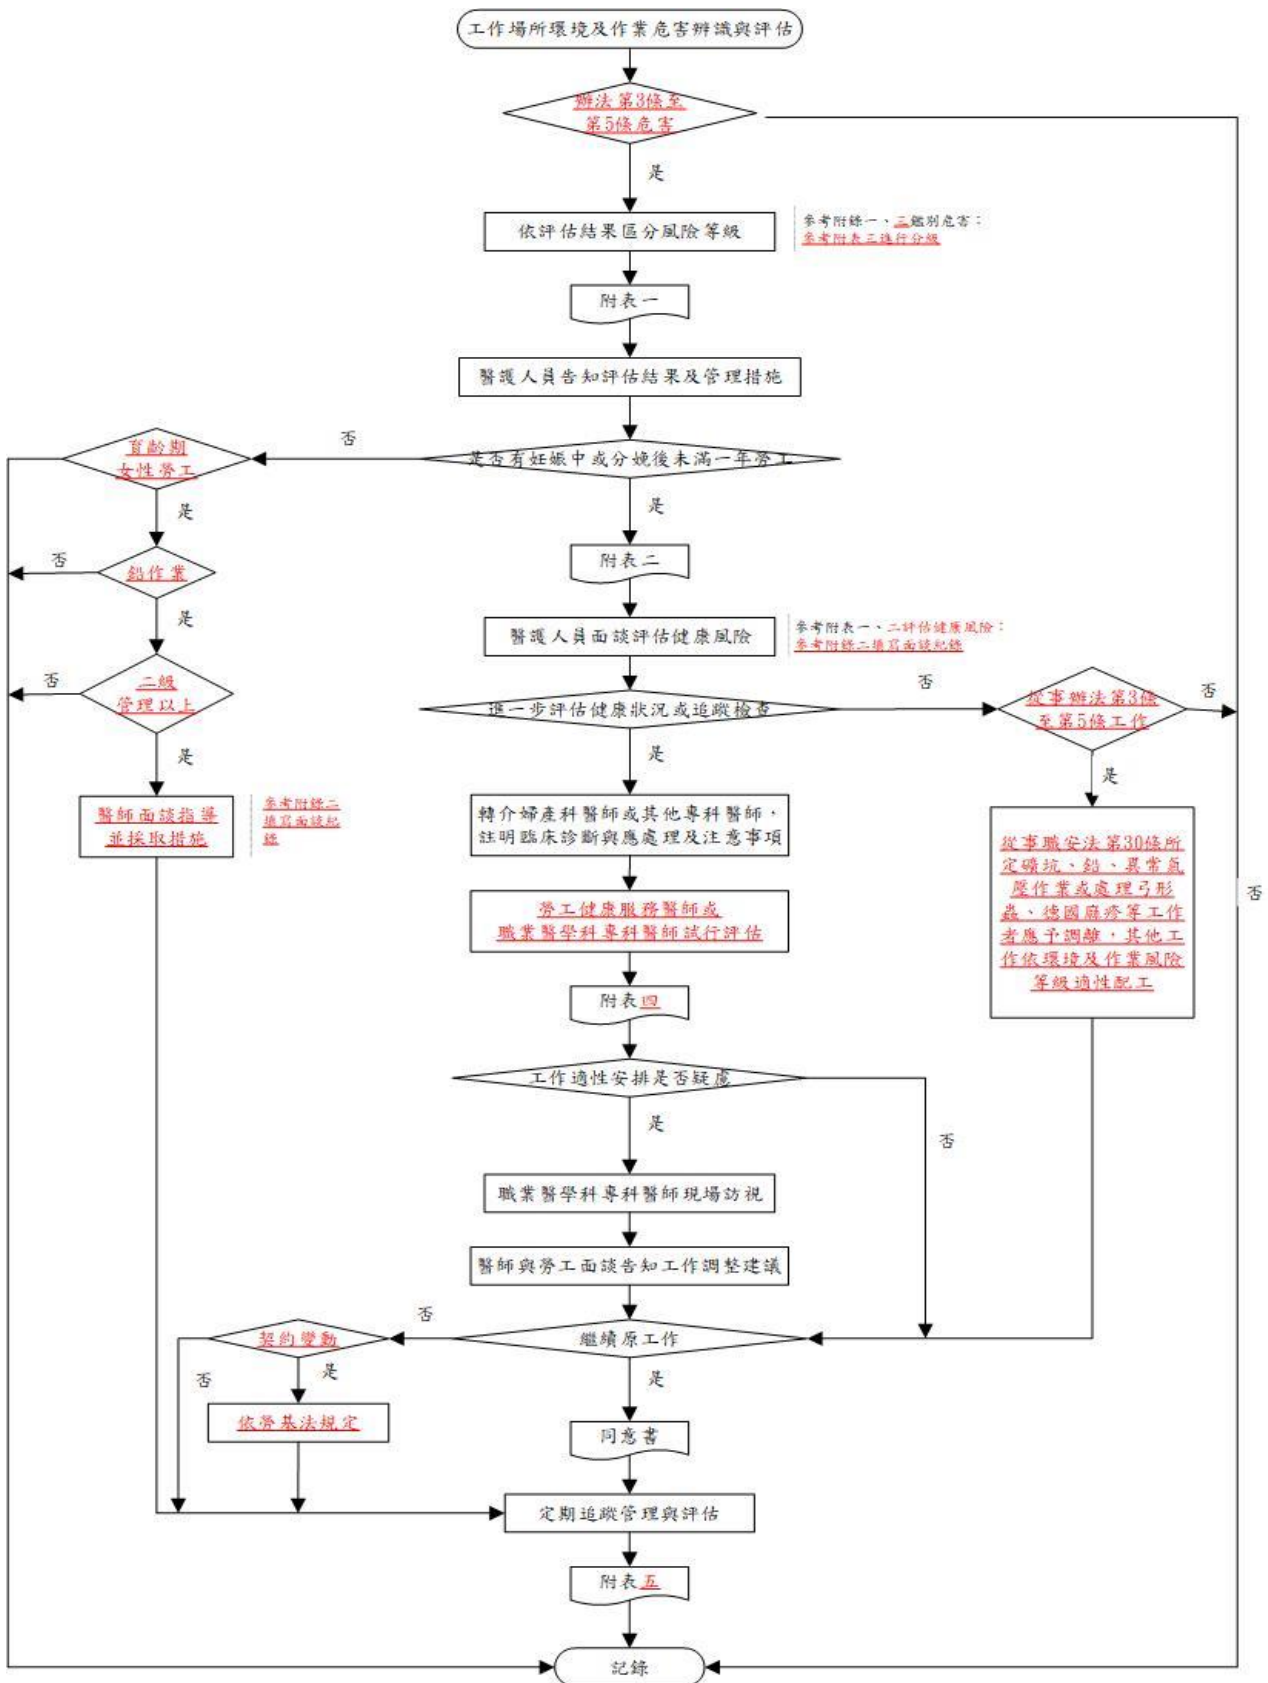 工作場所環境及作業危害辨識與評估
辦法第3條至
第5條危害
是
依評估結果區分風險等級
參考附錄一、三鑑別危害：
參考附表三進行分級
附表一
醫護人員告知評估結果及管理措施
是否有妊娠中或分娩後未滿一年勞工
否
育齡期
女性勞工
是
是
否
鉛作業
附表二
是
醫護人員面談評估健康風險
參考附表一、二評估健康風險：
參考附錄二填寫面談紀錄
否
二級
管理以上
進一步評估健康狀況或追蹤檢查
否
從事辦法第3條
至第5條工作
否
是
是
是
醫師面談指導
並採取措施
參考附錄二
填寫面談紀
錄
轉介婦產科醫師或其他專科醫師，
註明臨床診斷與應處理及注意事項
從事職安法第30條所
定礦坑、鉛、異常氣
壓作業或處理弓形
蟲、德國麻疹等工作
者應予調離，其他工
作依環境及作業風險
等級適性配工
否
勞工健康服務醫師或
職業醫學科專科醫師試行評估
附表四
工作適性安排是否疑慮
是
否
職業醫學科專科醫師現場訪視
醫師與勞工面談告知工作調整建議
繼續原工作
否
契約變動
是
否
是
依勞基法規定
同意書
定期追蹤管理與評估
附表五
記錄